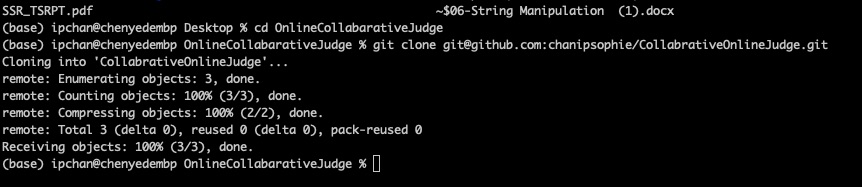 SSR_TSRPT.pdf ~$06-String Manipulation (1).docx
(base) ipchan@chenyedembp Desktop % cd OnlineCollabarativeJudge
(base) ipchan@chenyedembp OnlineCollabarativeJudge % git clone git@github.com:chanipsophie/CollabrativeOnlineJudge.git
Cloning into 'CollabrativeOnlineJudge'...
remote: Enumerating objects: 3, done.
remote: Counting objects: 100% (3/3), done.
remote: Compressing objects: 100% (2/2), done.
remote: Total 3 (delta 0), reused 0 (delta 0), pack-reused 0
Receiving objects: 100% (3/3), done.
(base) ipchan@chenyedembp OnlineCollabarativeJudge %